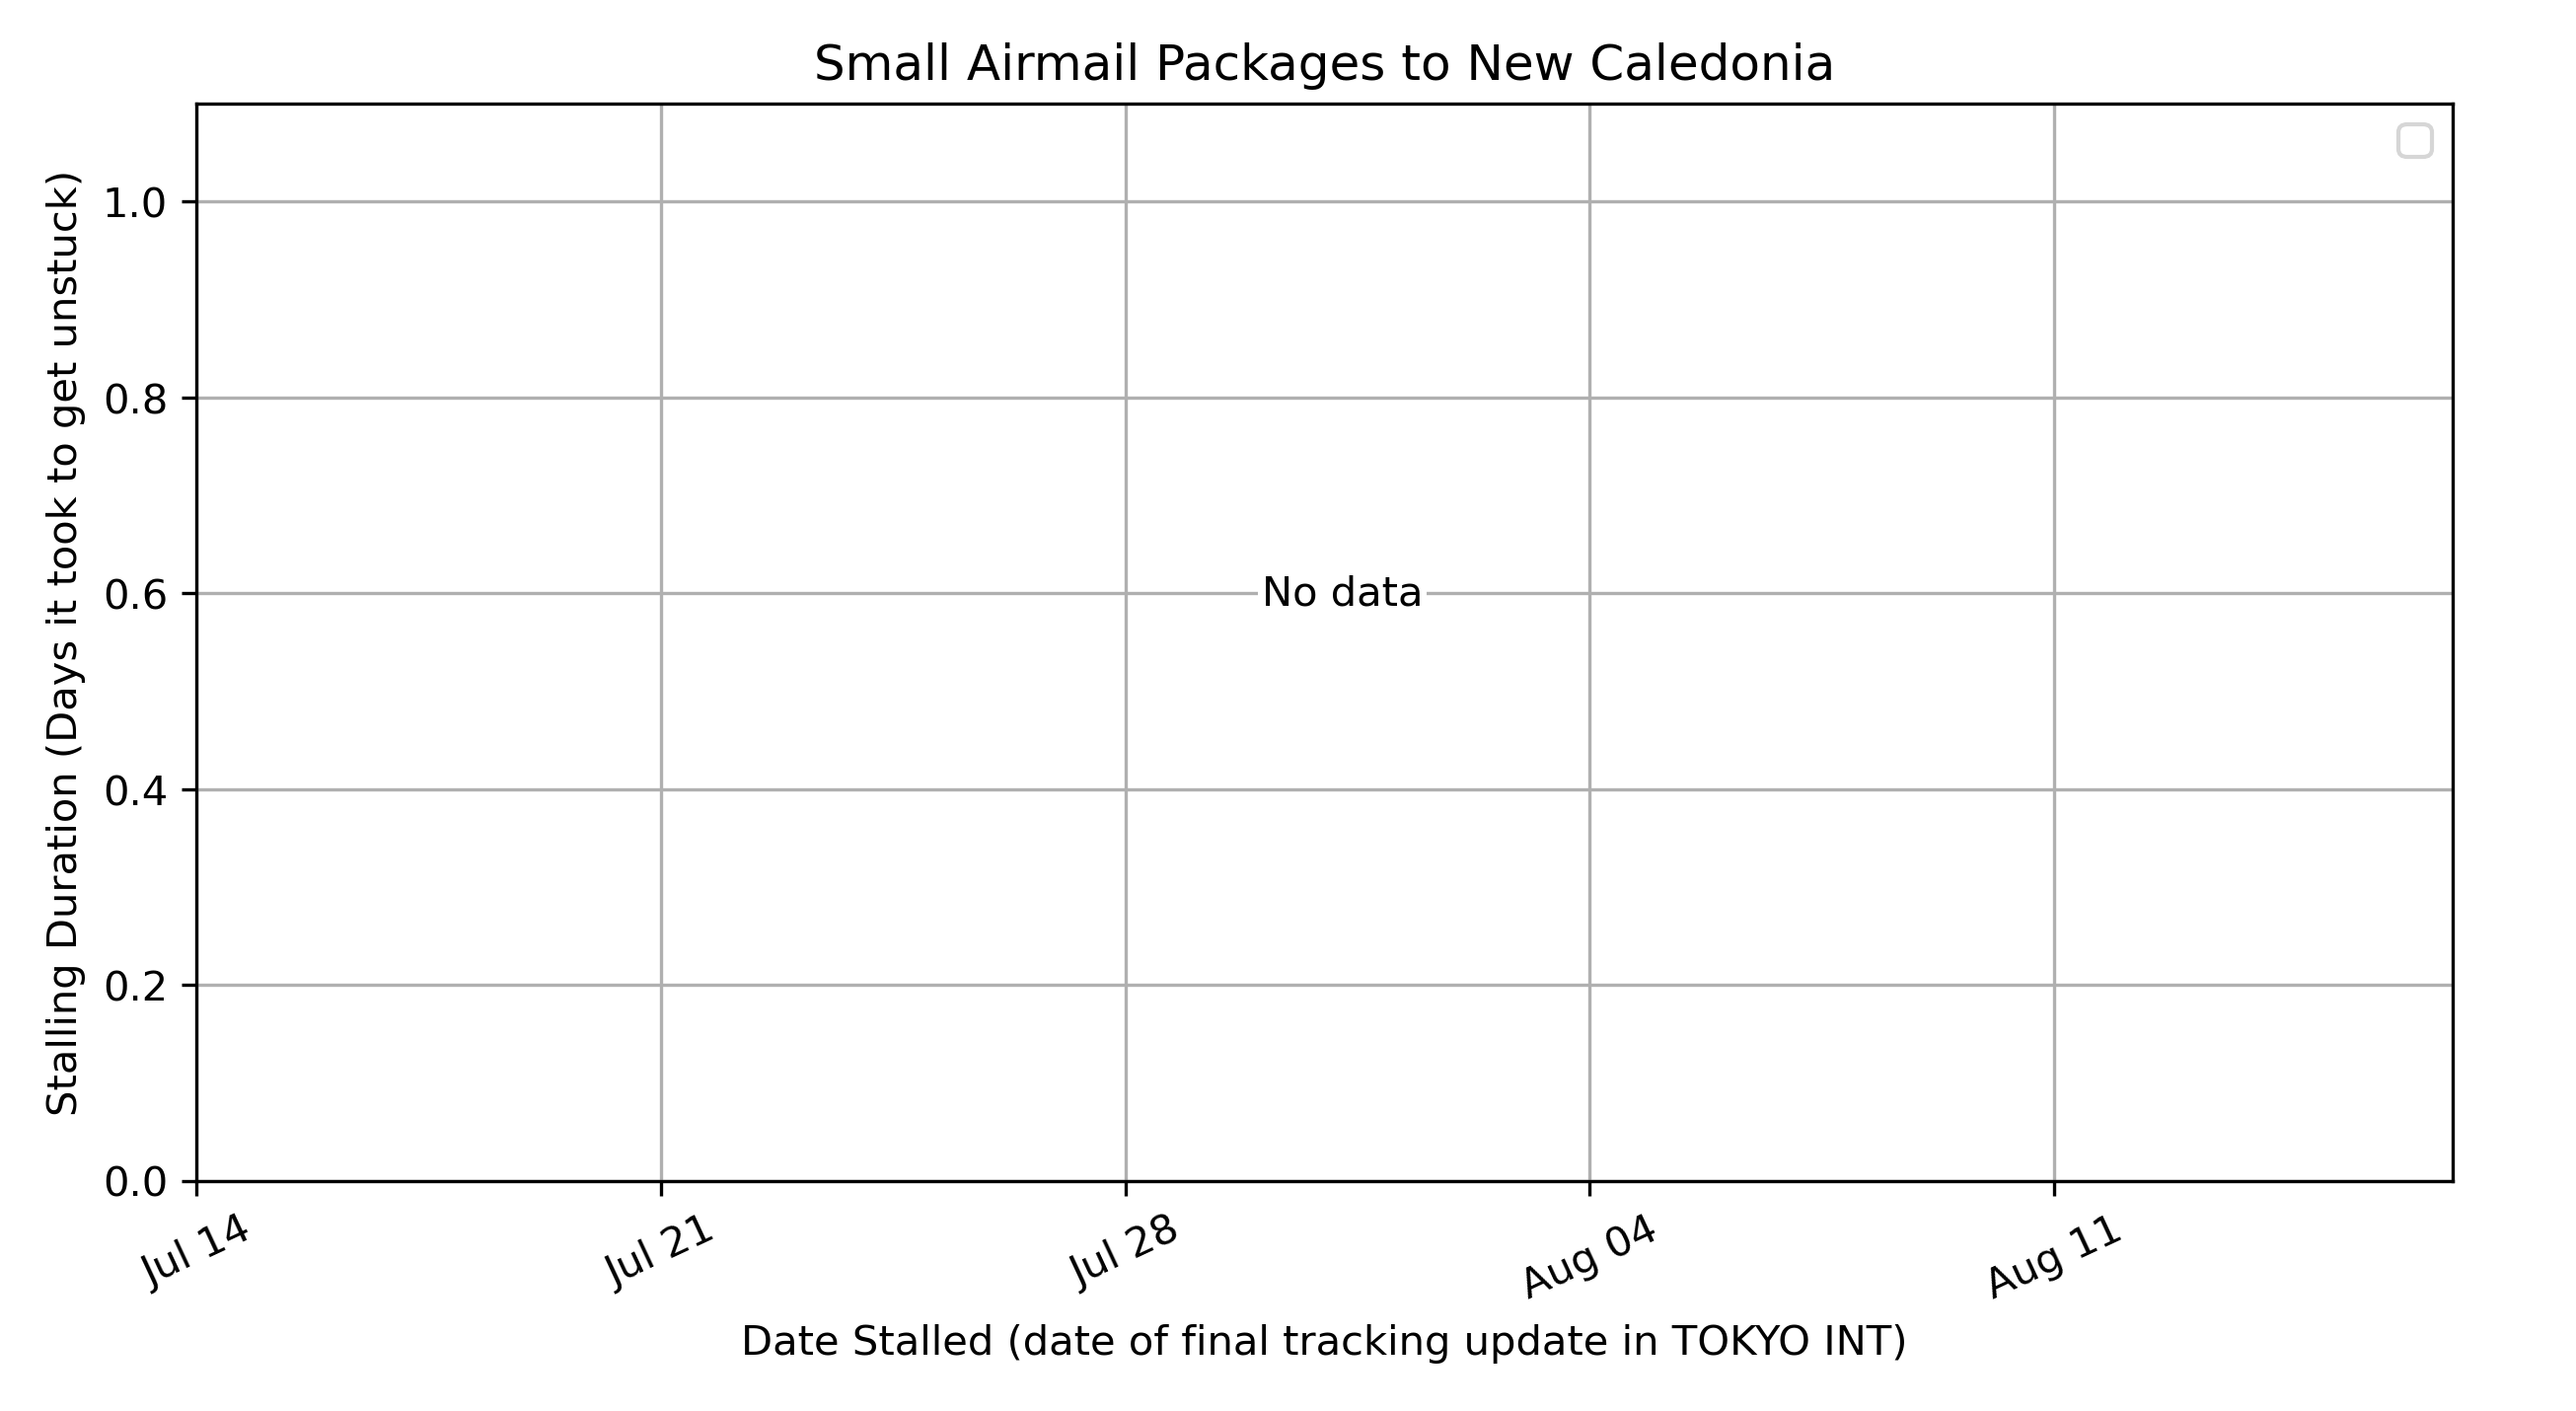 Small Airmail Packages to New Caledonia
Stalling Duration (Days it took to get unstuck)
1.0
0.8
0.6
0.4
0.2
0.0
No data
Jul 14
Jul 21
Jul 28
Aug 04
Aug 11
Date Stalled (date of final tracking update in TOKYO INT)